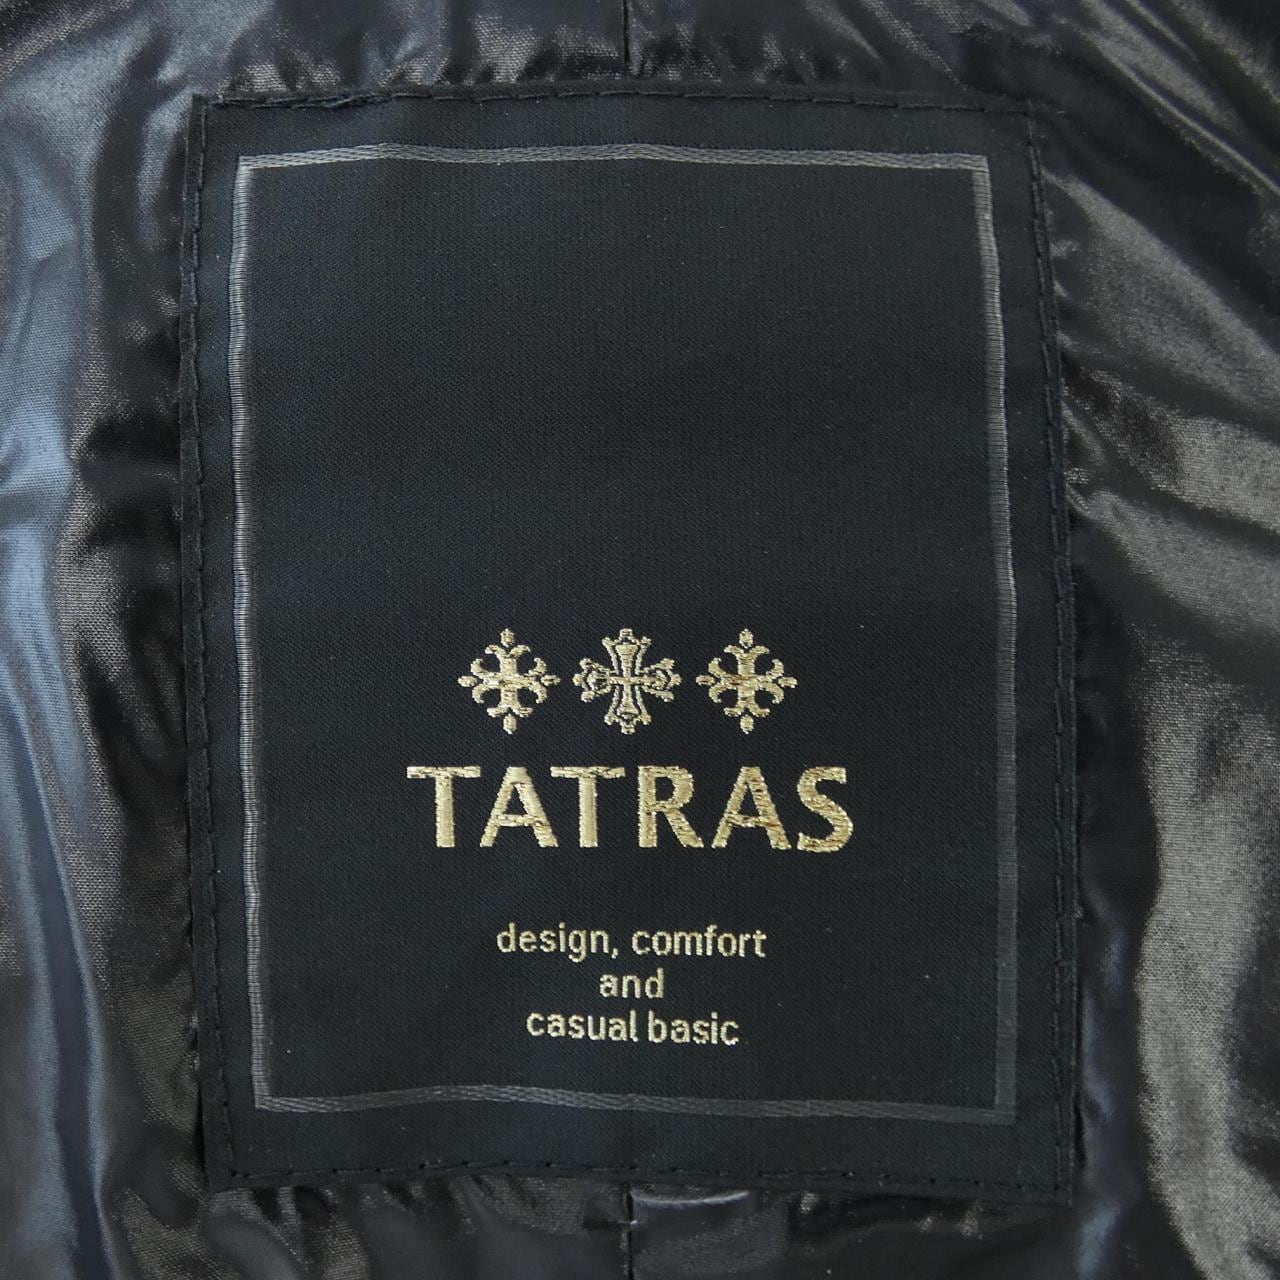 TATRAS
design, comfort
and
casual basic